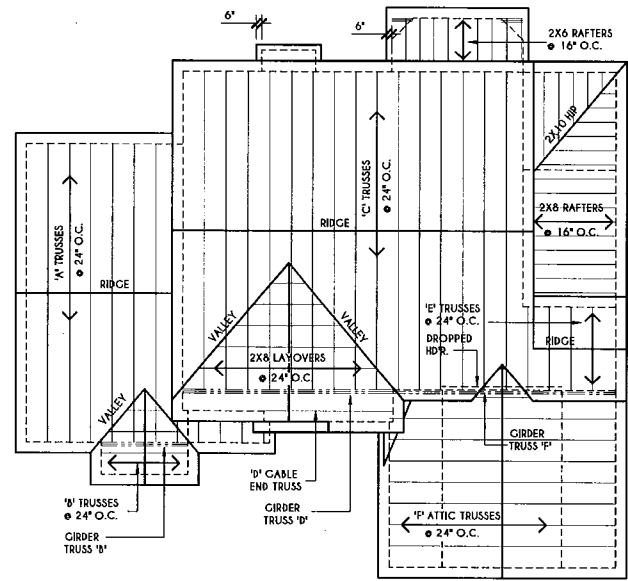 6"
6"
2X6 RAFTERS
@ 16" O.C.
2X10 HIP
'C' TRUSSES
@ 24" O.C.
2X8 RAFTERS
@ 16" O.C.
'A' TRUSSES
@ 24" O.C.
RIDGE
RIDGE
'E' TRUSSES
@ 24" O.C.
DROPPED
HD'R.
RIDGE
VALLEY
VALLEY
2X8 LAYOVERS
@ 24" O.C.
VALLEY
GIRDER
TRUSS 'F'
'D' GABLE
END TRUSS
'B' TRUSSES
@ 24" O.C.
GIRDER
TRUSS 'D'
'F' ATTIC TRUSSES
@ 24" O.C.
GIRDER
TRUSS 'B'